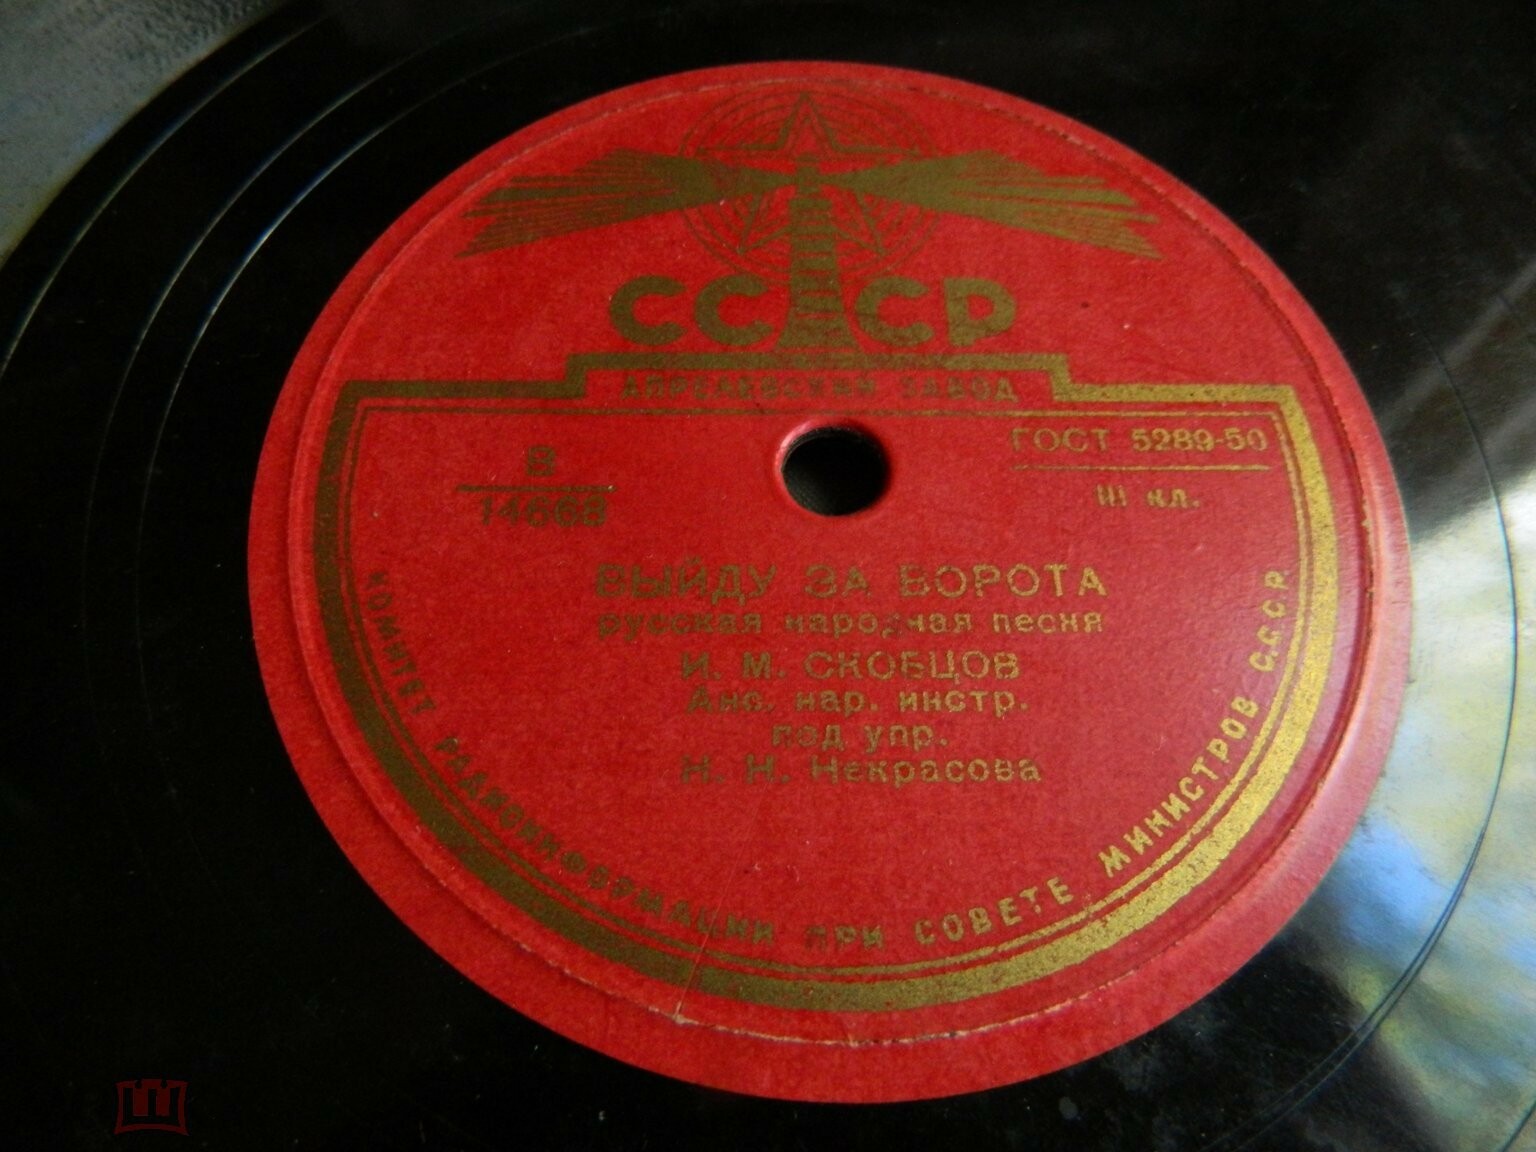 СССР
АПРЕЛЕВСКИЙ ЗАВОД
В
14668
ГОСТ 5289-50
III кл.
ВЫЙДУ ЗА ВОРОТА
русская народная песня
И. М. СКОБЦОВ
Анс. нар. инстр.
под упр.
Н. Н. Некрасова
КОМИТЕТ РАДИОИНФОРМАЦИИ ПРИ СОВЕТЕ МИНИСТРОВ СССР